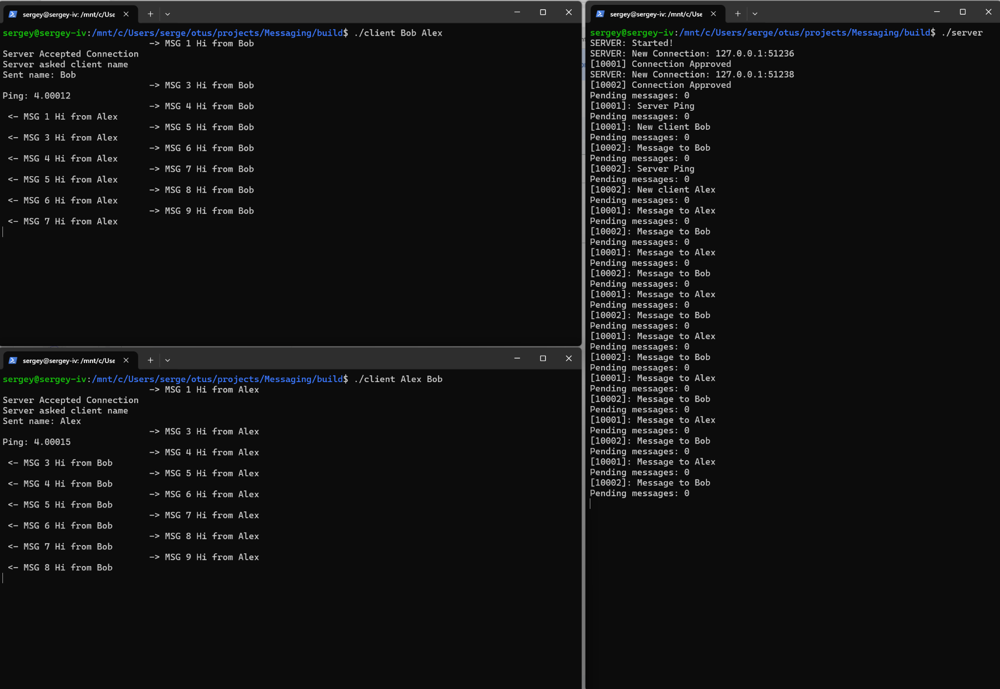 sergey@sergey-iv: /mnt/c/Use
sergey@sergey-iv:/mnt/c/Users/serge/otus/projects/Messaging/build$ ./client Bob Alex
-> MSG 1 Hi from Bob
Server Accepted Connection
Server asked client name
Sent name: Bob
-> MSG 3 Hi from Bob
Ping: 4.00012
-> MSG 4 Hi from Bob
<- MSG 1 Hi from Alex
-> MSG 5 Hi from Bob
<- MSG 3 Hi from Alex
-> MSG 6 Hi from Bob
<- MSG 4 Hi from Alex
-> MSG 7 Hi from Bob
<- MSG 5 Hi from Alex
-> MSG 8 Hi from Bob
<- MSG 6 Hi from Alex
-> MSG 9 Hi from Bob
<- MSG 7 Hi from Alex
sergey@sergey-iv: /mnt/c/Use
sergey@sergey-iv:/mnt/c/Users/serge/otus/projects/Messaging/build$ ./client Alex Bob
-> MSG 1 Hi from Alex
Server Accepted Connection
Server asked client name
Sent name: Alex
-> MSG 3 Hi from Alex
Ping: 4.00015
-> MSG 4 Hi from Alex
<- MSG 3 Hi from Bob
-> MSG 5 Hi from Alex
<- MSG 4 Hi from Bob
-> MSG 6 Hi from Alex
<- MSG 5 Hi from Bob
-> MSG 7 Hi from Alex
<- MSG 6 Hi from Bob
-> MSG 8 Hi from Alex
<- MSG 7 Hi from Bob
-> MSG 9 Hi from Alex
<- MSG 8 Hi from Bob
sergey@sergey-iv: /mnt/c/Use
sergey@sergey-iv:/mnt/c/Users/serge/otus/projects/Messaging/build$ ./server
SERVER: Started!
SERVER: New Connection: 127.0.0.1:51236
[10001] Connection Approved
SERVER: New Connection: 127.0.0.1:51238
[10002] Connection Approved
Pending messages: 0
[10001]: Server Ping
Pending messages: 0
[10001]: New client Bob
Pending messages: 0
[10002]: Message to Bob
Pending messages: 0
[10002]: Server Ping
Pending messages: 0
[10002]: New client Alex
Pending messages: 0
[10001]: Message to Alex
Pending messages: 0
[10002]: Message to Bob
Pending messages: 0
[10001]: Message to Alex
Pending messages: 0
[10002]: Message to Bob
Pending messages: 0
[10001]: Message to Alex
Pending messages: 0
[10002]: Message to Bob
Pending messages: 0
[10001]: Message to Alex
Pending messages: 0
[10002]: Message to Bob
Pending messages: 0
[10001]: Message to Alex
Pending messages: 0
[10002]: Message to Bob
Pending messages: 0
[10001]: Message to Alex
Pending messages: 0
[10002]: Message to Bob
Pending messages: 0
[10001]: Message to Alex
Pending messages: 0
[10002]: Message to Bob
Pending messages: 0